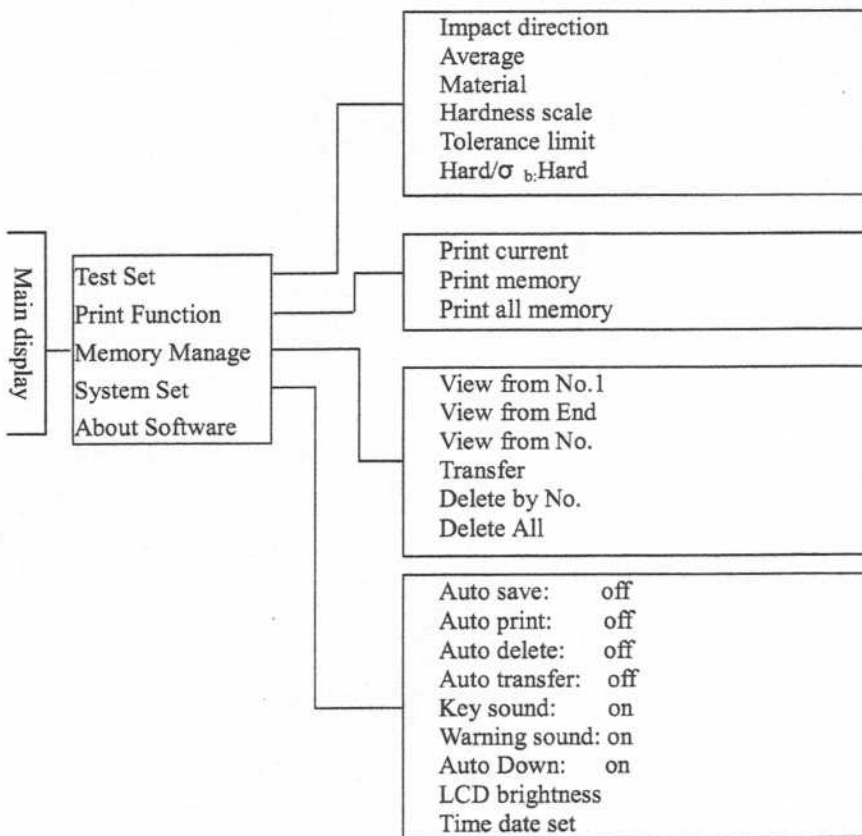 Main display
Test Set
Print Function
Memory Manage
System Set
About Software
Impact direction
Average
Material
Hardness scale
Tolerance limit
Hard/σ b:Hard
Print current
Print memory
Print all memory
View from No.1
View from End
View from No.
Transfer
Delete by No.
Delete All
Auto save: off
Auto print: off
Auto delete: off
Auto transfer: off
Key sound: on
Warning sound: on
Auto Down: on
LCD brightness
Time date set